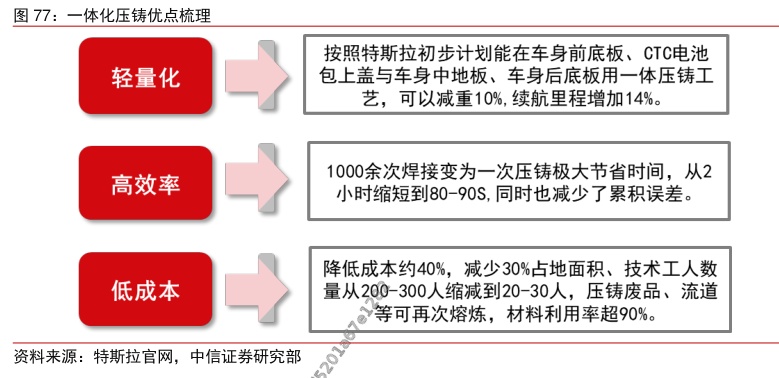 图 77：一体化压铸优点梳理
轻量化
按照特斯拉初步计划能在车身前底板、CTC电池
包上盖与车身中地板、车身后底板用一体压铸工
艺，可以减重10%,续航里程增加14%。
高效率
1000余次焊接变为一次压铸极大节省时间，从2
小时缩短到80-90S,同时也减少了累积误差。
低成本
降低成本约40%，减少30%占地面积、技术工人数
量从200-300人缩减到20-30人，压铸废品、流道
等可再次熔炼，材料利用率超90%。
资料来源：特斯拉官网，中信证券研究部